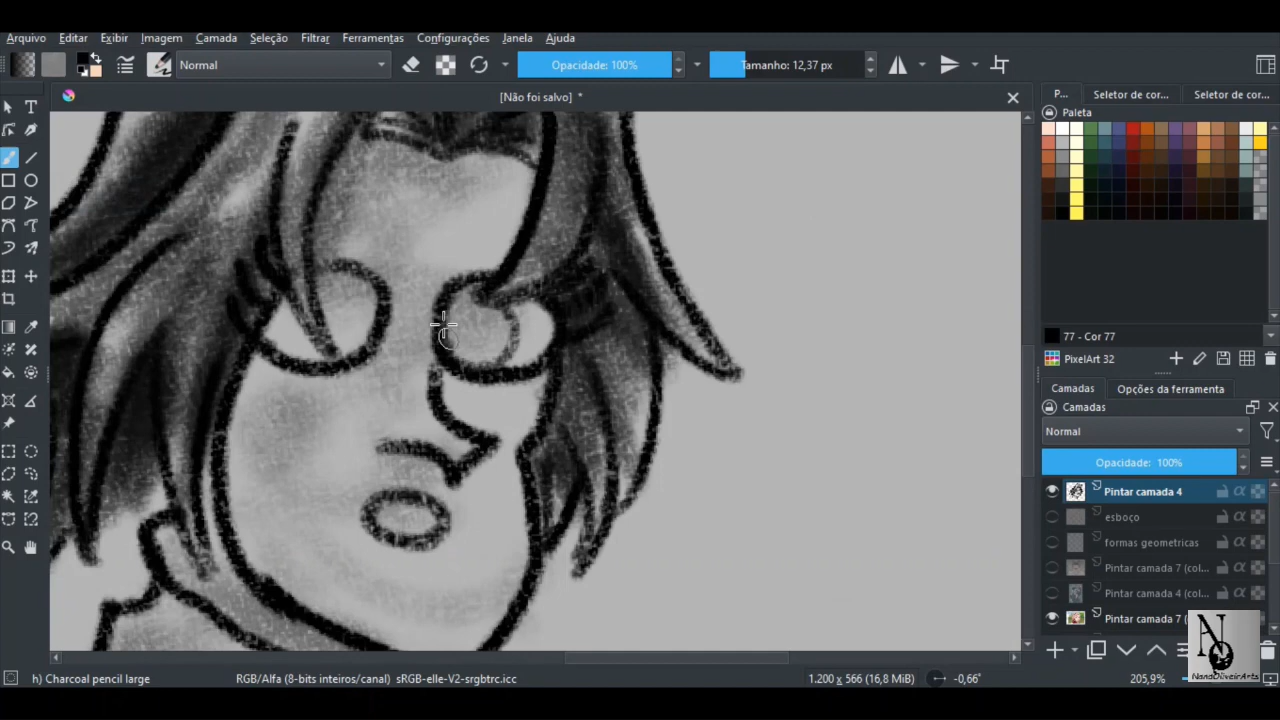 Arquivo Editar Exibir Imagem Camada Seleção Filtrar Ferramentas Configurações Janela Ajuda
Normal Opacidade: 100% Tamanho: 12,37 px
[Não foi salvo] *
P... Seletor de cor... Seletor de cor...
Paleta
77 - Cor 77
PixelArt 32
Camadas Opções da ferramenta
Camadas
Normal
Opacidade: 100%
Pintar camada 4
esboço
formas geometricas
Pintar camada 7 (col...
Pintar camada 4 (col...
Pintar camada 7 (
NandOliveirArts
h) Charcoal pencil large RGB/Alfa (8-bits inteiros/canal) sRGB-elle-V2-srgbtrc.icc 1.200 x 566 (16,8 MiB) -0,66° 205,9%